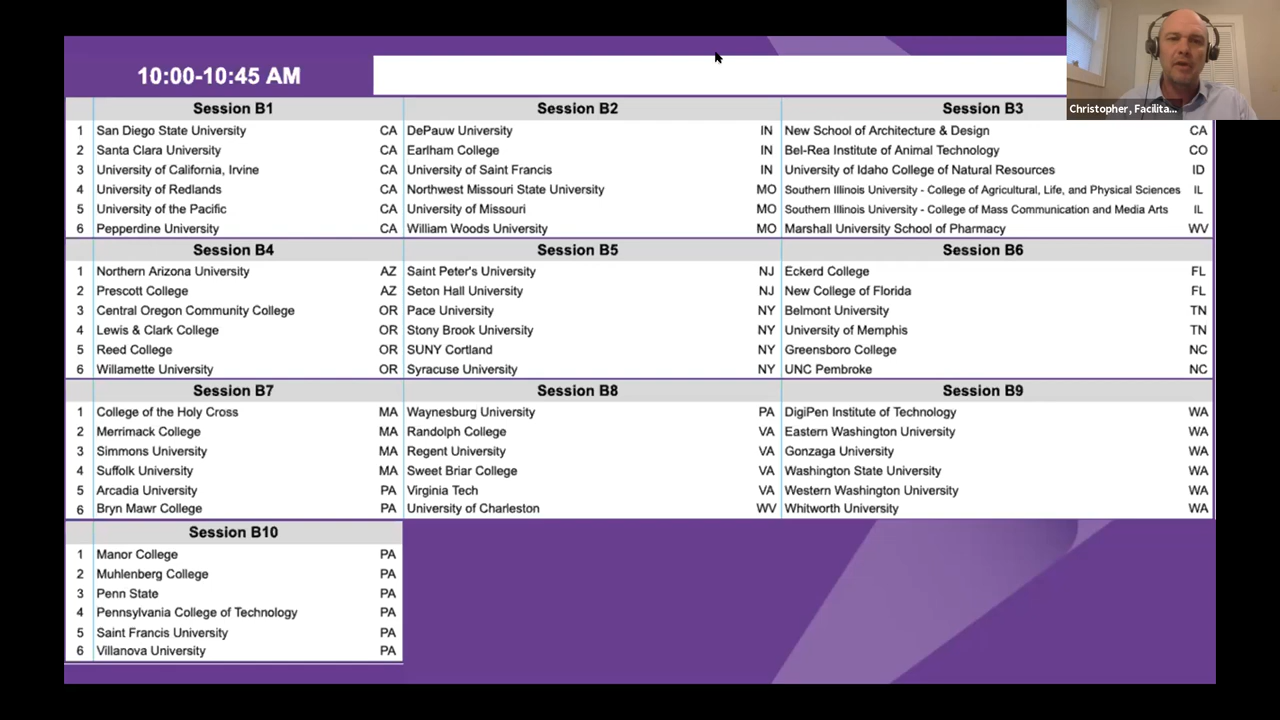 10:00-10:45 AM
Christopher, Facilita...
Session B1
1 San Diego State University CA
2 Santa Clara University CA
3 University of California, Irvine CA
4 University of Redlands CA
5 University of the Pacific CA
6 Pepperdine University CA
Session B2
DePauw University IN
Earlham College IN
University of Saint Francis IN
Northwest Missouri State University MO
University of Missouri MO
William Woods University MO
Session B3
New School of Architecture & Design CA
Bel-Rea Institute of Animal Technology CO
University of Idaho College of Natural Resources ID
Southern Illinois University - College of Agricultural, Life, and Physical Sciences IL
Southern Illinois University - College of Mass Communication and Media Arts IL
Marshall University School of Pharmacy WV
Session B4
1 Northern Arizona University AZ
2 Prescott College AZ
3 Central Oregon Community College OR
4 Lewis & Clark College OR
5 Reed College OR
6 Willamette University OR
Session B5
Saint Peter's University NJ
Seton Hall University NJ
Pace University NY
Stony Brook University NY
SUNY Cortland NY
Syracuse University NY
Session B6
Eckerd College FL
New College of Florida FL
Belmont University TN
University of Memphis TN
Greensboro College NC
UNC Pembroke NC
Session B7
1 College of the Holy Cross MA
2 Merrimack College MA
3 Simmons University MA
4 Suffolk University MA
5 Arcadia University PA
6 Bryn Mawr College PA
Session B8
Waynesburg University PA
Randolph College VA
Regent University VA
Sweet Briar College VA
Virginia Tech VA
University of Charleston WV
Session B9
DigiPen Institute of Technology WA
Eastern Washington University WA
Gonzaga University WA
Washington State University WA
Western Washington University WA
Whitworth University WA
Session B10
1 Manor College PA
2 Muhlenberg College PA
3 Penn State PA
4 Pennsylvania College of Technology PA
5 Saint Francis University PA
6 Villanova University PA